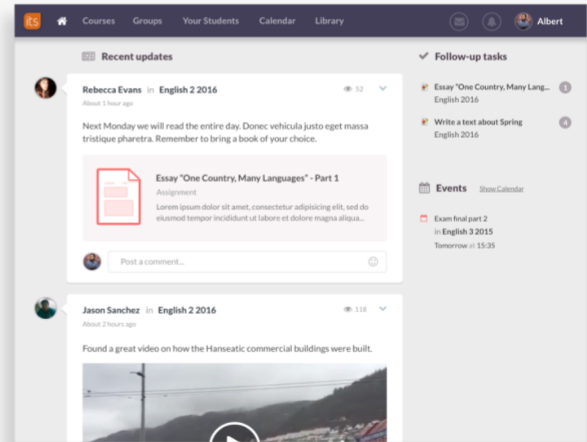 its Courses Groups Your Students Calendar Library Albert
Recent updates
Rebecca Evans in English 2 2016 52
About 1 hour ago
Next Monday we will read the entire day. Donec vehicula justo eget massa
tristique pharetra. Remember to bring a book of your choice.
Essay "One Country, Many Languages" - Part 1
Assignment
Lorem ipsum dolor sit amet, consectetur adipisicing elit, sed do
eiusmod tempor incididunt ut labore et dolore magna aliqua...
Post a comment...
Jason Sanchez in English 2 2016 118
About 2 hours ago
Found a great video on how the Hanseatic commercial buildings were built.
Follow-up tasks
Essay "One Country, Many Lang... 1
English 2016
Write a text about Spring 4
English 2016
Events Show Calendar
Exam final part 2
in English 3 2015
Tomorrow at 15:35